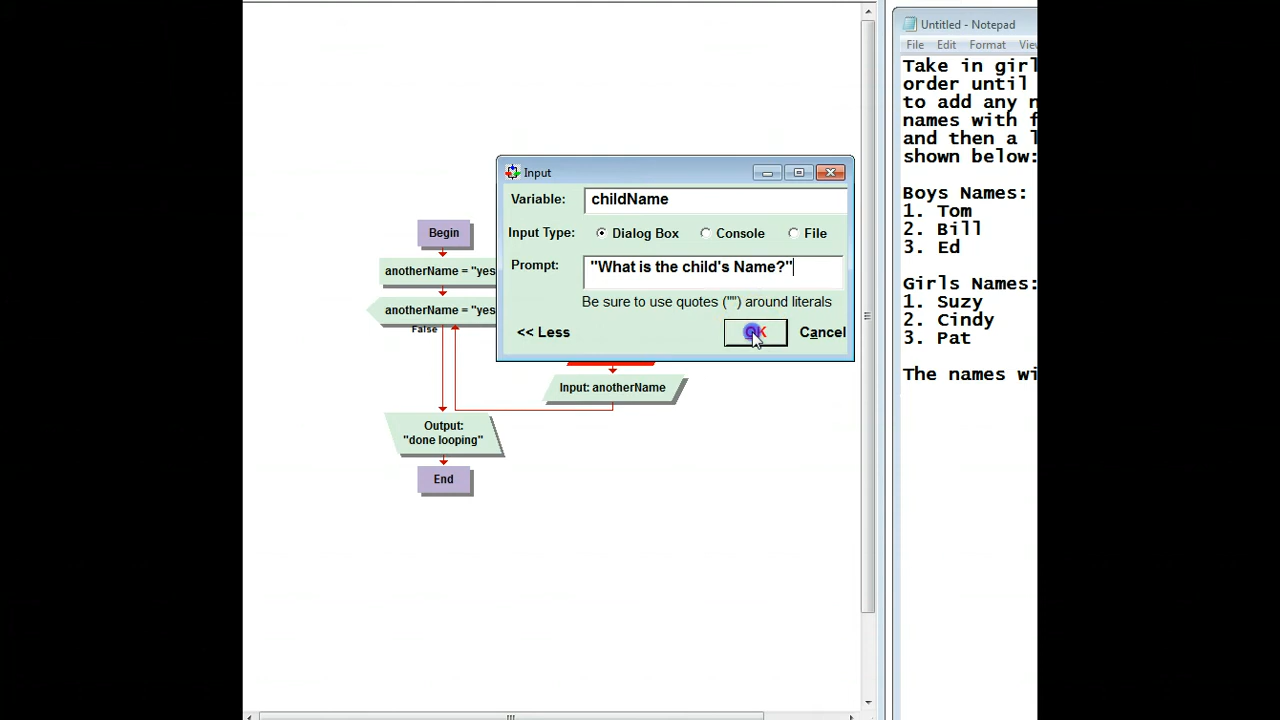 Begin
anotherName = "yes
anotherName = "yes
False
Input: anotherName
Output:
"done looping"
End
Input
Variable: childName
Input Type: Dialog Box Console File
Prompt: "What is the child's Name?"
Be sure to use quotes ("") around literals
<< Less OK Cancel
Untitled - Notepad
File Edit Format Vie
Take in girl
order until
to add any n
names with f
and then a l
shown below:
Boys Names:
1. Tom
2. Bill
3. Ed
Girls Names:
1. Suzy
2. Cindy
3. Pat
The names wi